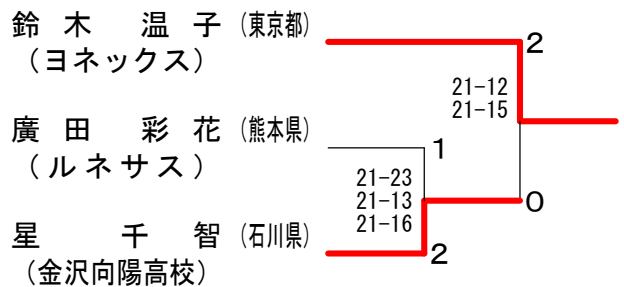 鈴木 温子 (東京都)
(ヨネックス)
2
21-12
21-15
廣田 彩花 (熊本県)
(ルネサス)
1
21-23
21-13
21-16
0
星 千智 (石川県)
(金沢向陽高校)
2